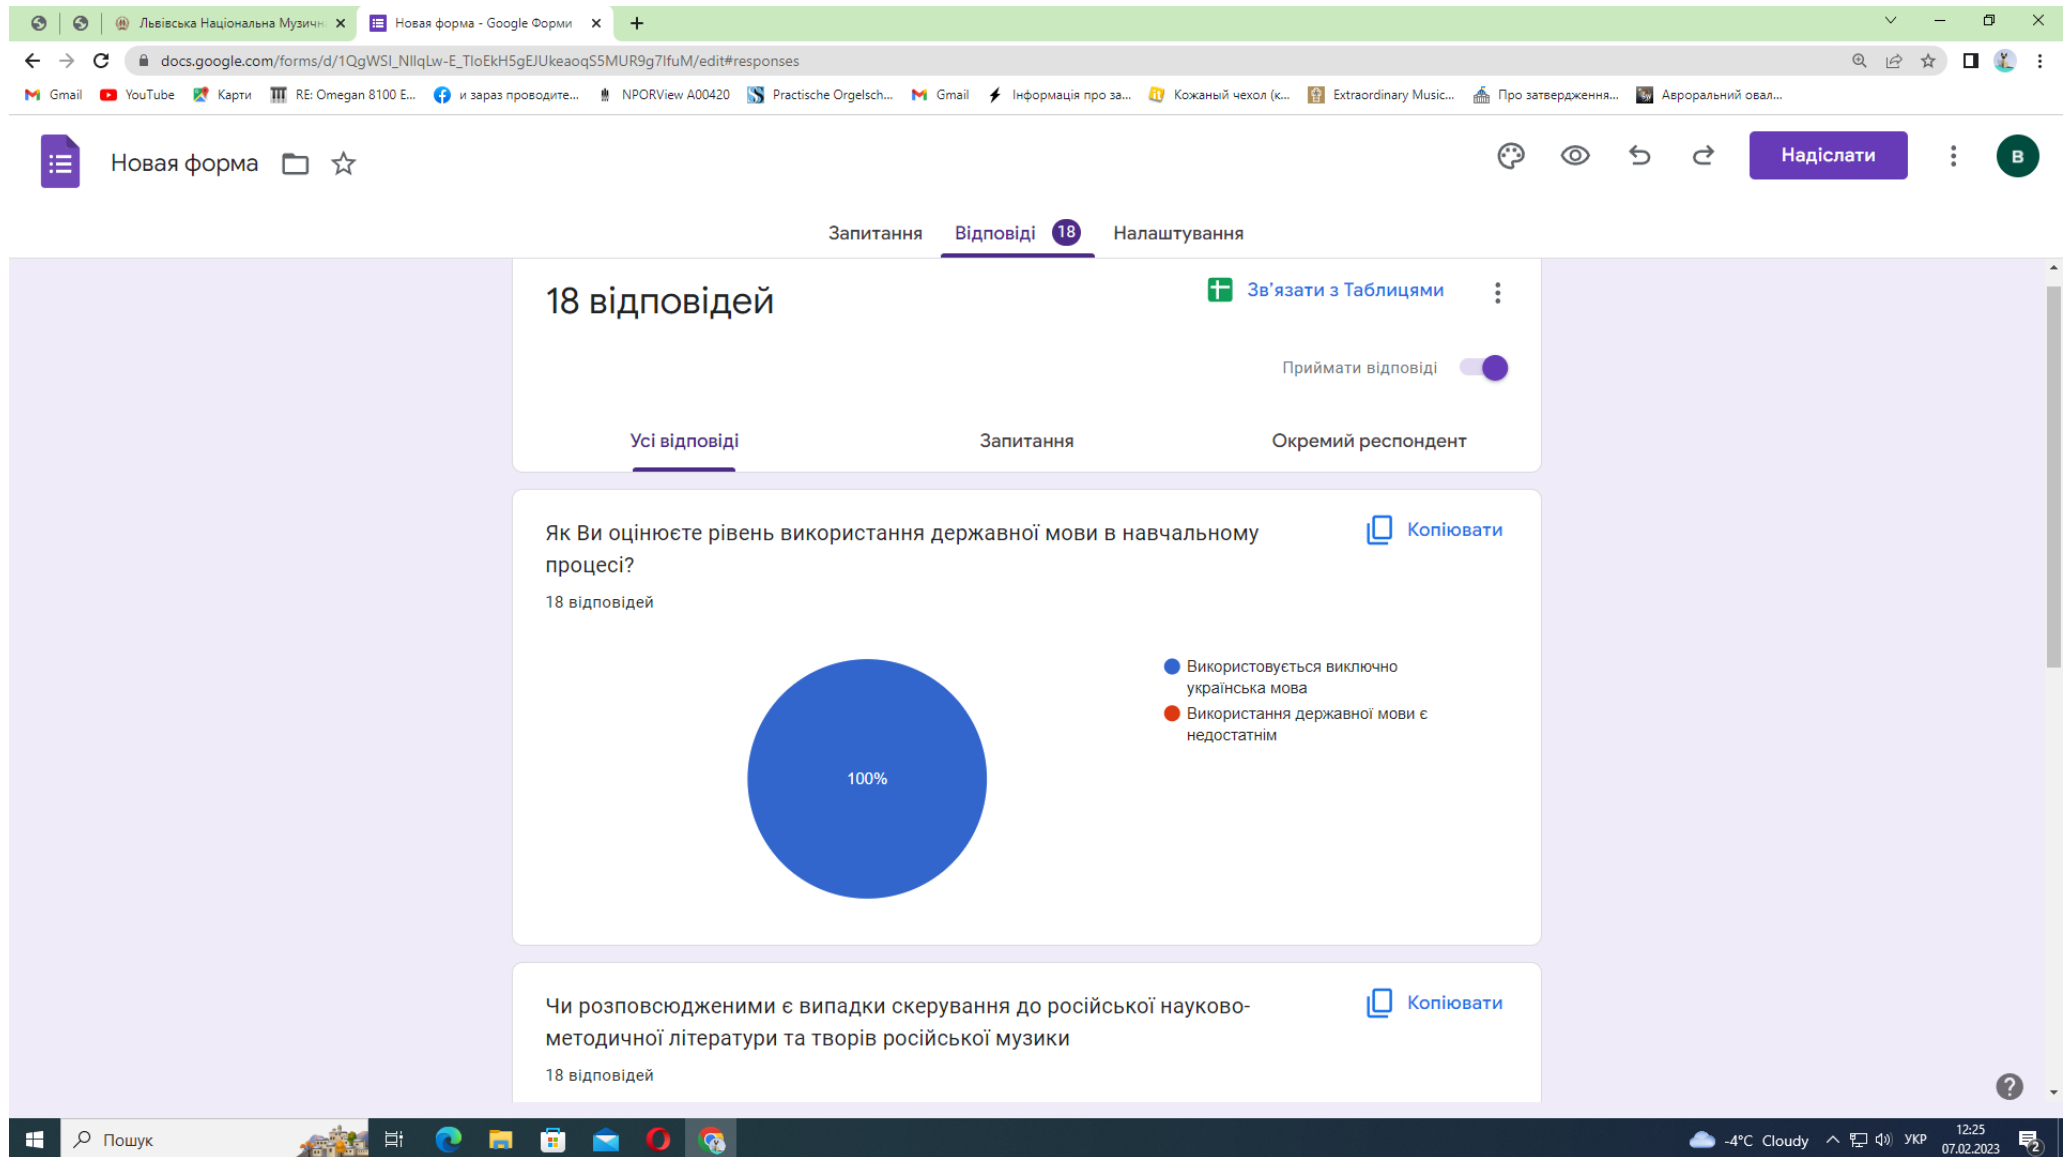 Львівська Національна Музичн
Новая форма - Google Форми
docs.google.com/forms/d/1QgWSI_NIlqLw-E_TIoEkH5gEJUkeaoqS5MUR9g7lfuM/edit#responses
Gmail YouTube Карти RE: Omegan 8100 E... и зараз проводите... NPORView A00420 Practische Orgelsch... Gmail Інформація про за... Кожаный чехол (к... Extraordinary Music... Про затвердження... Авроральний овал...
Новая форма
Надіслати
В
Запитання Відповіді 18 Налаштування
18 відповідей
Зв’язати з Таблицями
Приймати відповіді
Усі відповіді Запитання Окремий респондент
Як Ви оцінюєте рівень використання державної мови в навчальному
процесі?
Копіювати
18 відповідей
100%
Використовується виключно
українська мова
Використання державної мови є
недостатнім
Чи розповсюдженими є випадки скерування до російської науково-
методичної літератури та творів російської музики
Копіювати
18 відповідей
Пошук
-4°C Cloudy
УКР
12:25
07.02.2023
2